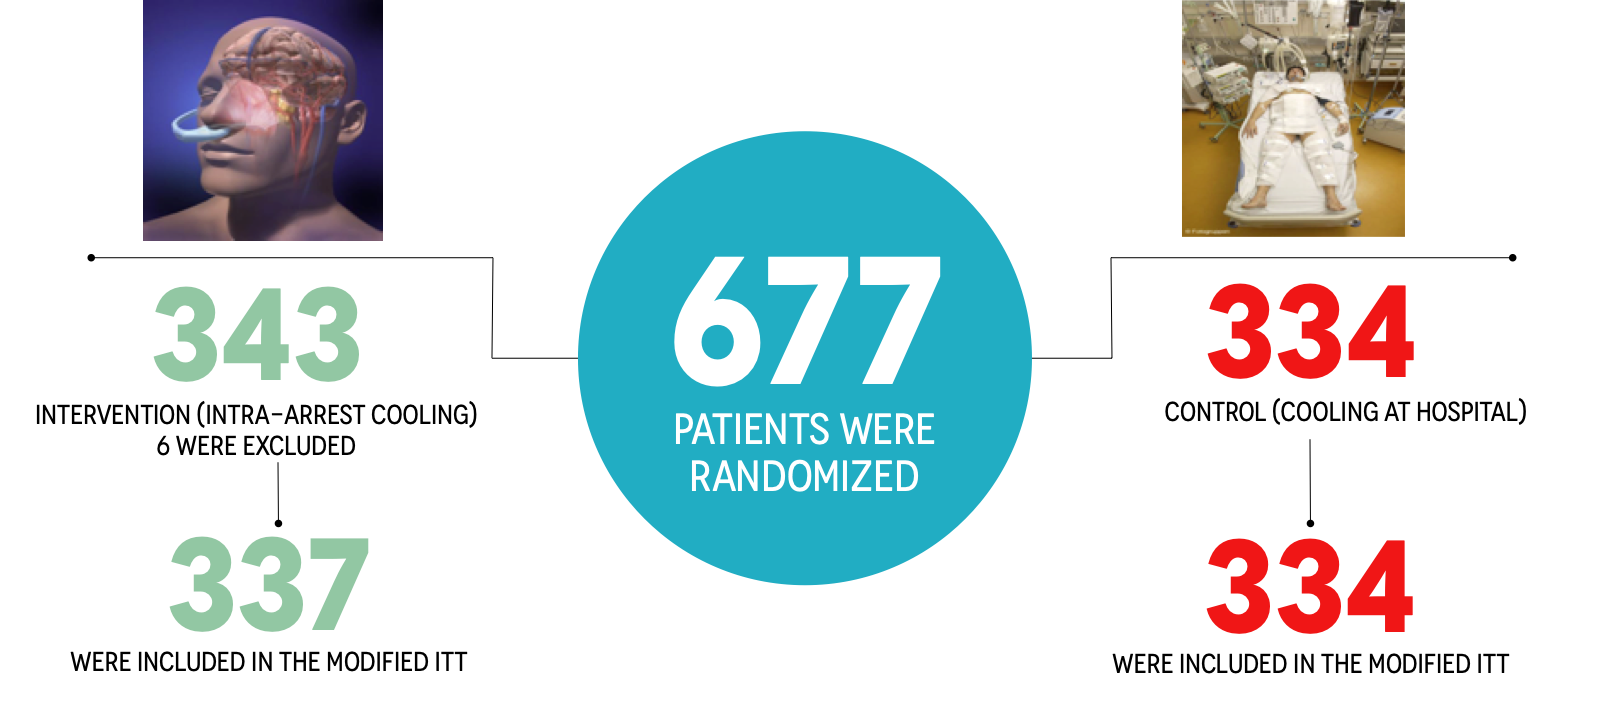 © Fotogruppen
677
PATIENTS WERE
RANDOMIZED
343
INTERVENTION (INTRA-ARREST COOLING)
6 WERE EXCLUDED
337
WERE INCLUDED IN THE MODIFIED ITT
334
CONTROL (COOLING AT HOSPITAL)
334
WERE INCLUDED IN THE MODIFIED ITT